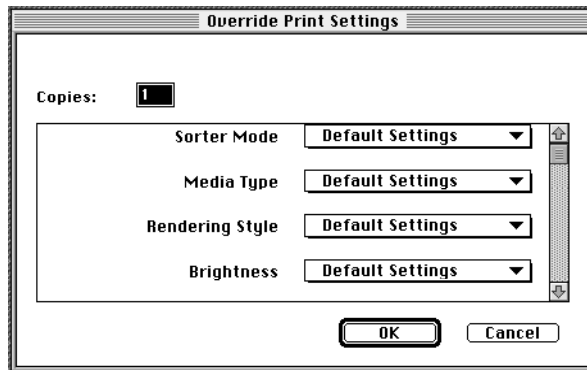 Override Print Settings
Copies: 1
Sorter Mode Default Settings
Media Type Default Settings
Rendering Style Default Settings
Brightness Default Settings
OK Cancel